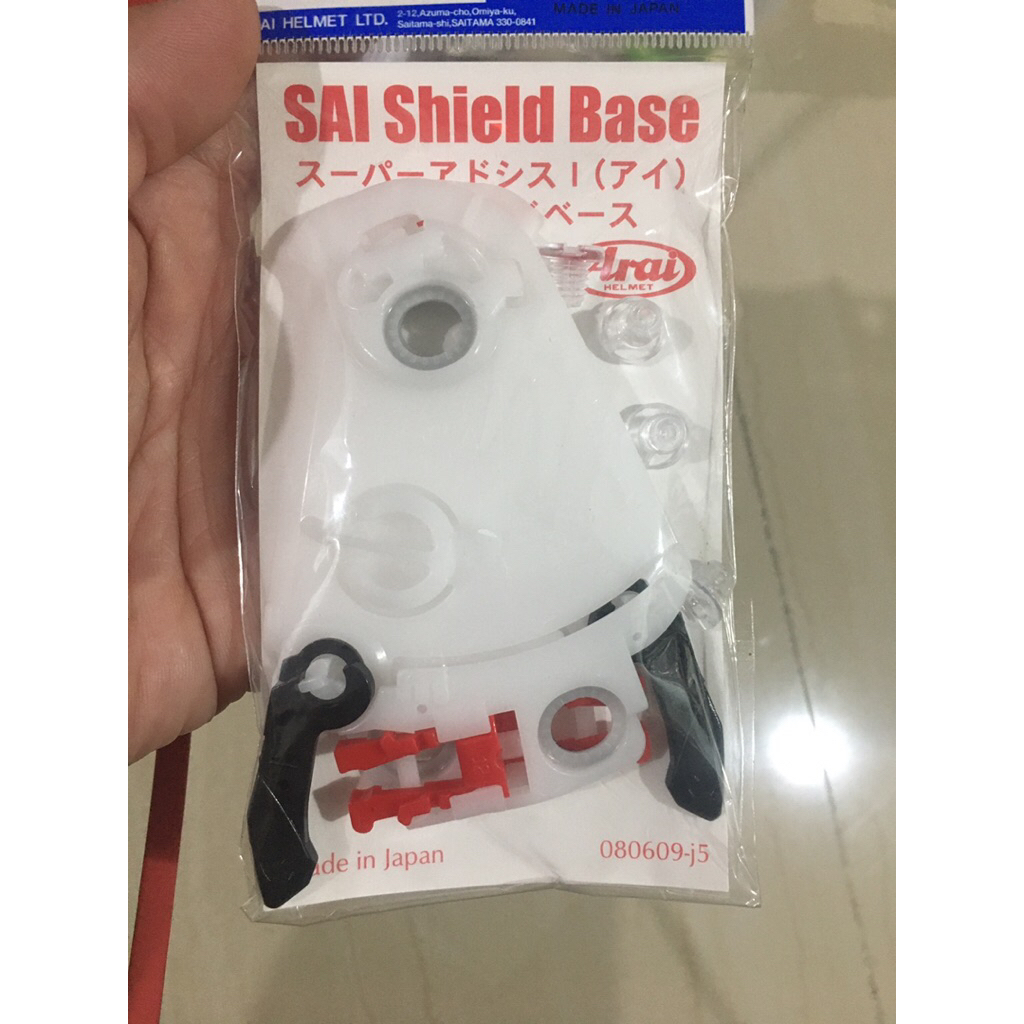 AI HELMET LTD.
2-12,Azuma-cho,Omiya-ku,
Saitama-shi,SAITAMA 330-0841
MADE IN JAPAN
SAI Shield Base
スーパーアドシス I (アイ)
ベース
Arai
HELMET
ade in Japan
080609-j5